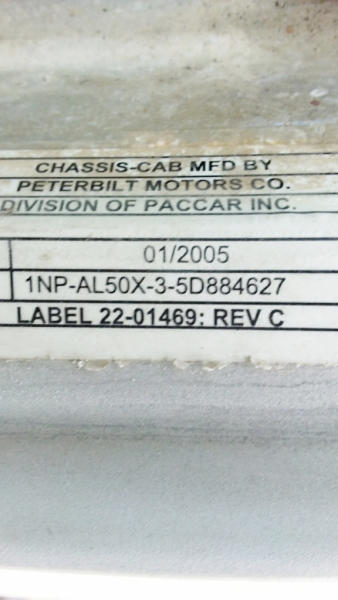 CHASSIS-CAB MFD BY
PETERBILT MOTORS CO.
DIVISION OF PACCAR INC.
01/2005
1NP-AL50X-3-5D884627
LABEL 22-01469: REV C